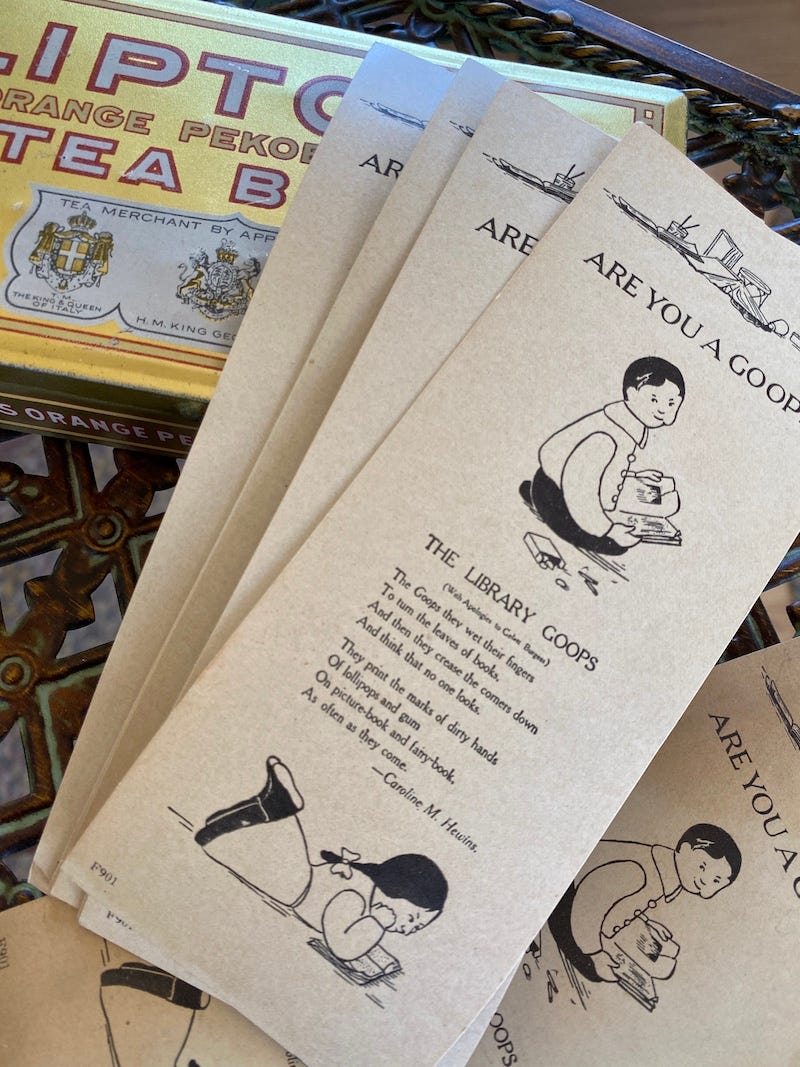 LIPTO
ORANGE PEKOE
TEA B
TEA MERCHANT BY APP
T.M.
THE KING & QUEEN
OF ITALY
H.M. KING GEO
S ORANGE PE
AR
ARE
ARE YOU A GOOP
THE LIBRARY GOOPS
(With Apologies to Gelett Burgess)
The Goops they wet their fingers
To turn the leaves of books,
And then they crease the corners down
And think that no one looks.
They print the marks of dirty hands
Of lollipops and gum
On picture-book and fairy-book,
As often as they come.
—Caroline M. Hewins.
F901
F901
ARE YOU A G
OOPS